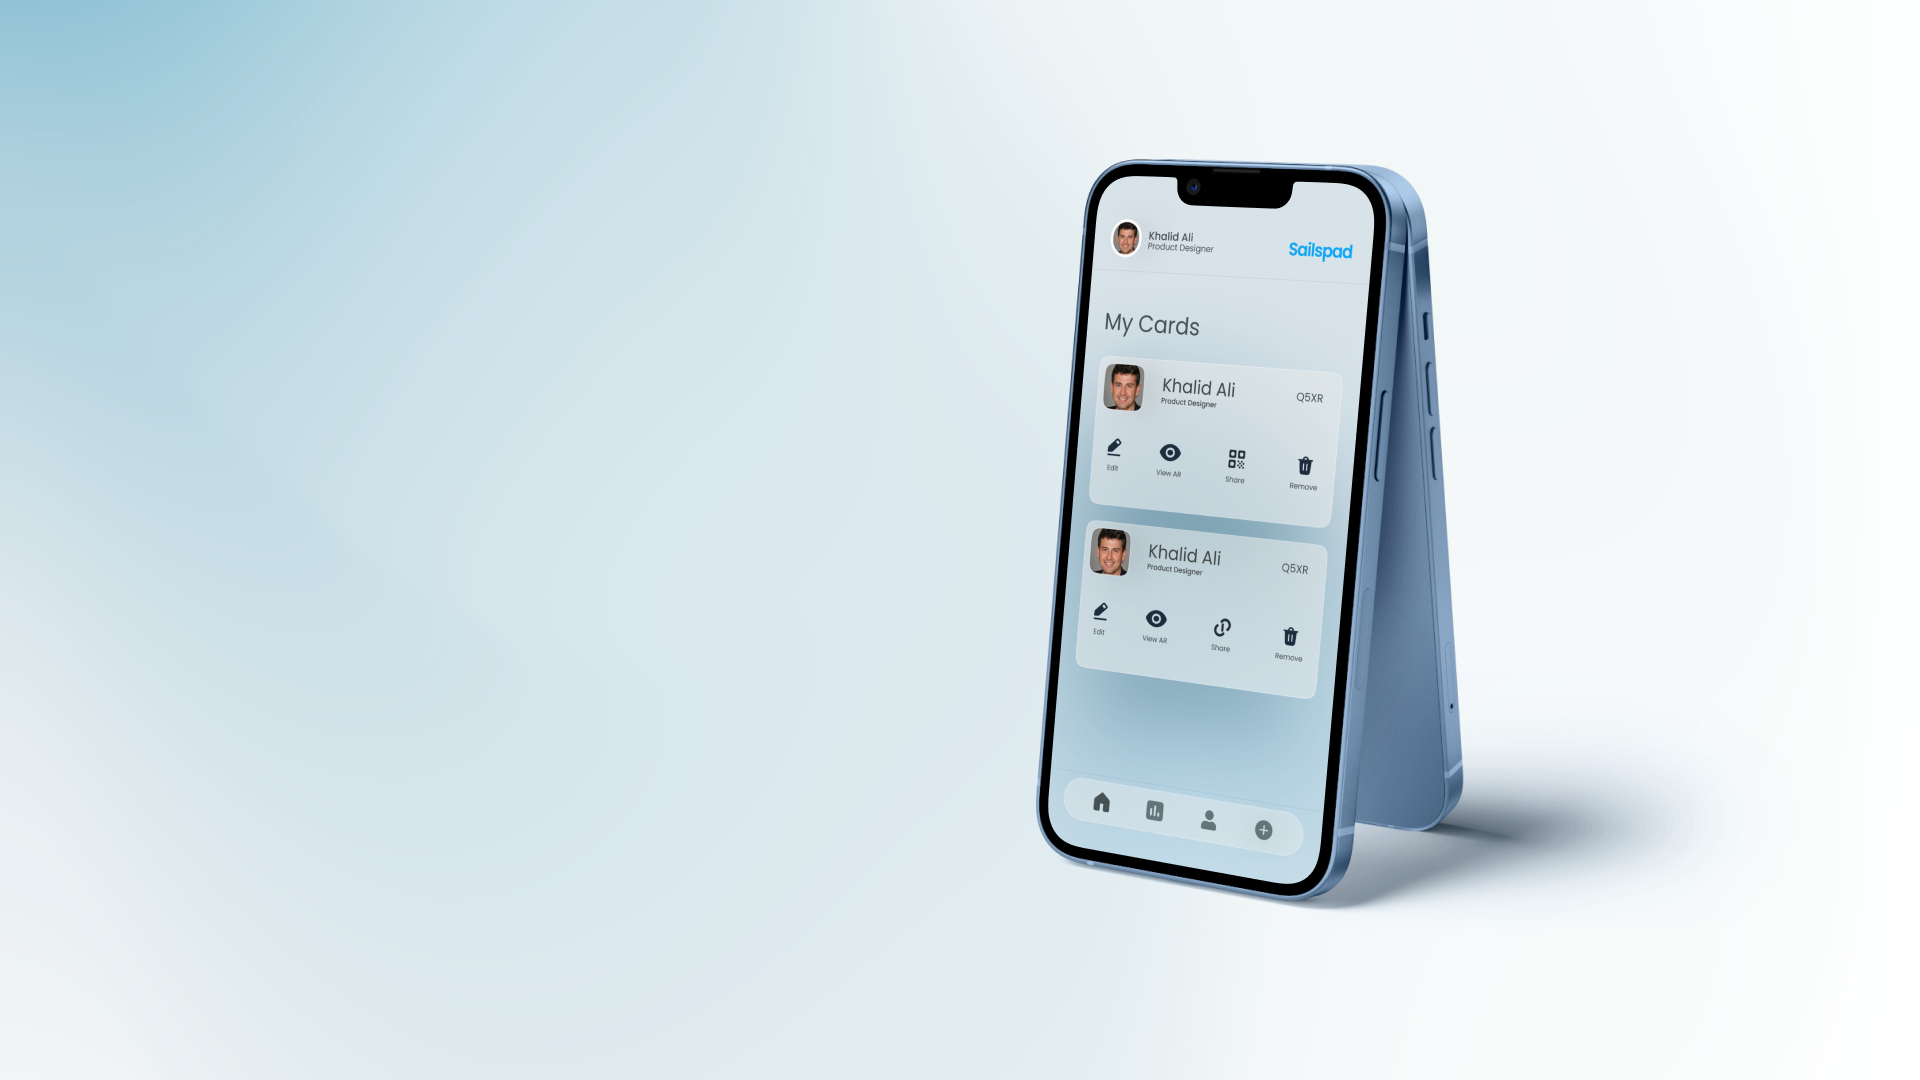 Khalid Ali
Product Designer
Sailspad
My Cards
Khalid Ali
Product Designer
Q5XR
Edit
View AR
Share
Remove
Khalid Ali
Product Designer
Q5XR
Edit
View AR
Share
Remove